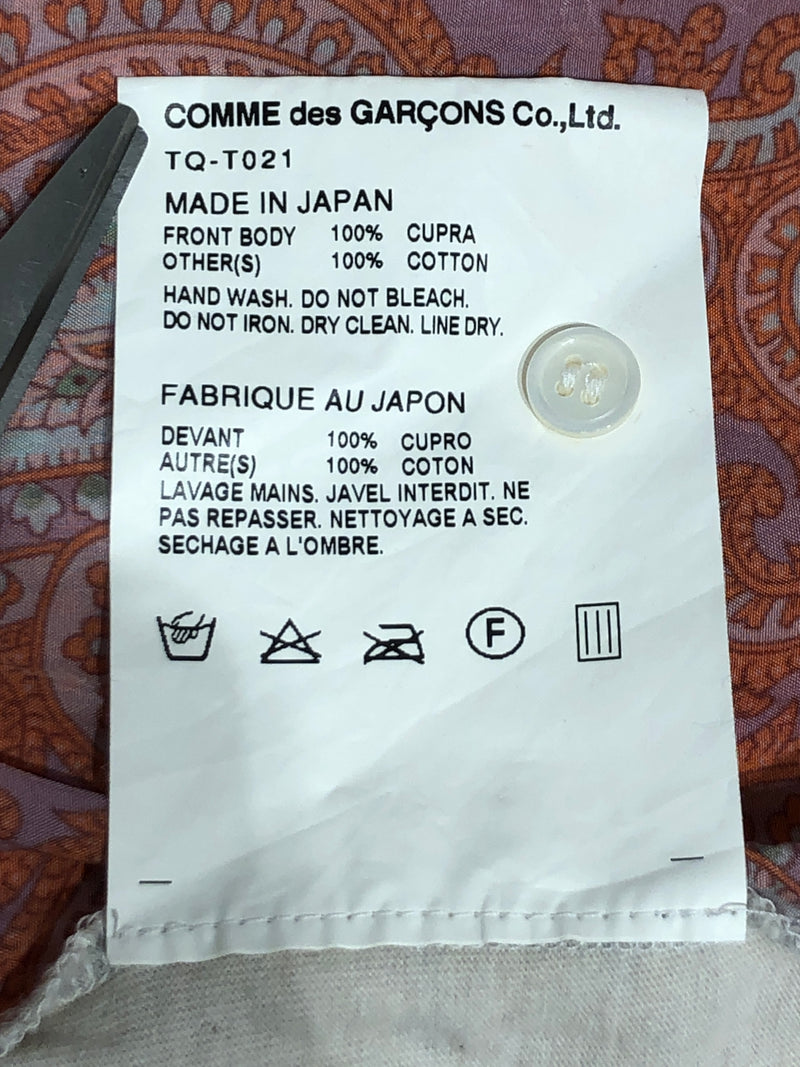 COMME des GARÇONS Co.,Ltd.
TQ-T021
MADE IN JAPAN
FRONT BODY 100% CUPRA
OTHER(S) 100% COTTON
HAND WASH. DO NOT BLEACH.
DO NOT IRON. DRY CLEAN. LINE DRY.
FABRIQUE AU JAPON
DEVANT 100% CUPRO
AUTRE(S) 100% COTON
LAVAGE MAINS. JAVEL INTERDIT. NE
PAS REPASSER. NETTOYAGE A SEC.
SECHAGE A L'OMBRE.
F